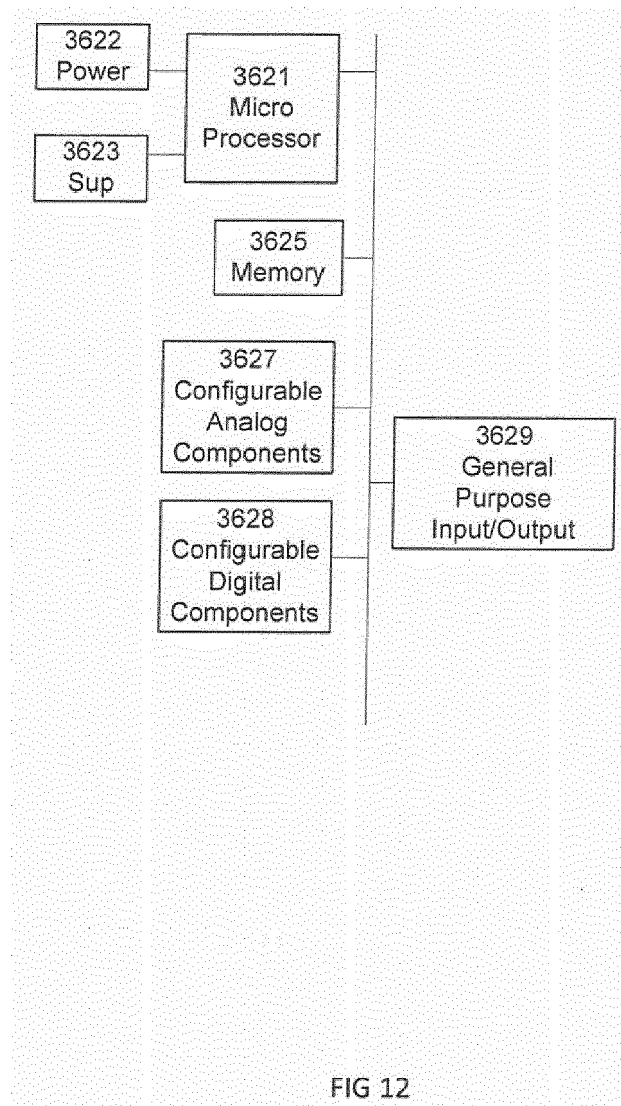 3622
Power
3621
Micro
Processor
3623
Sup
3625
Memory
3627
Configurable
Analog
Components
3629
General
Purpose
Input/Output
3628
Configurable
Digital
Components
FIG 12